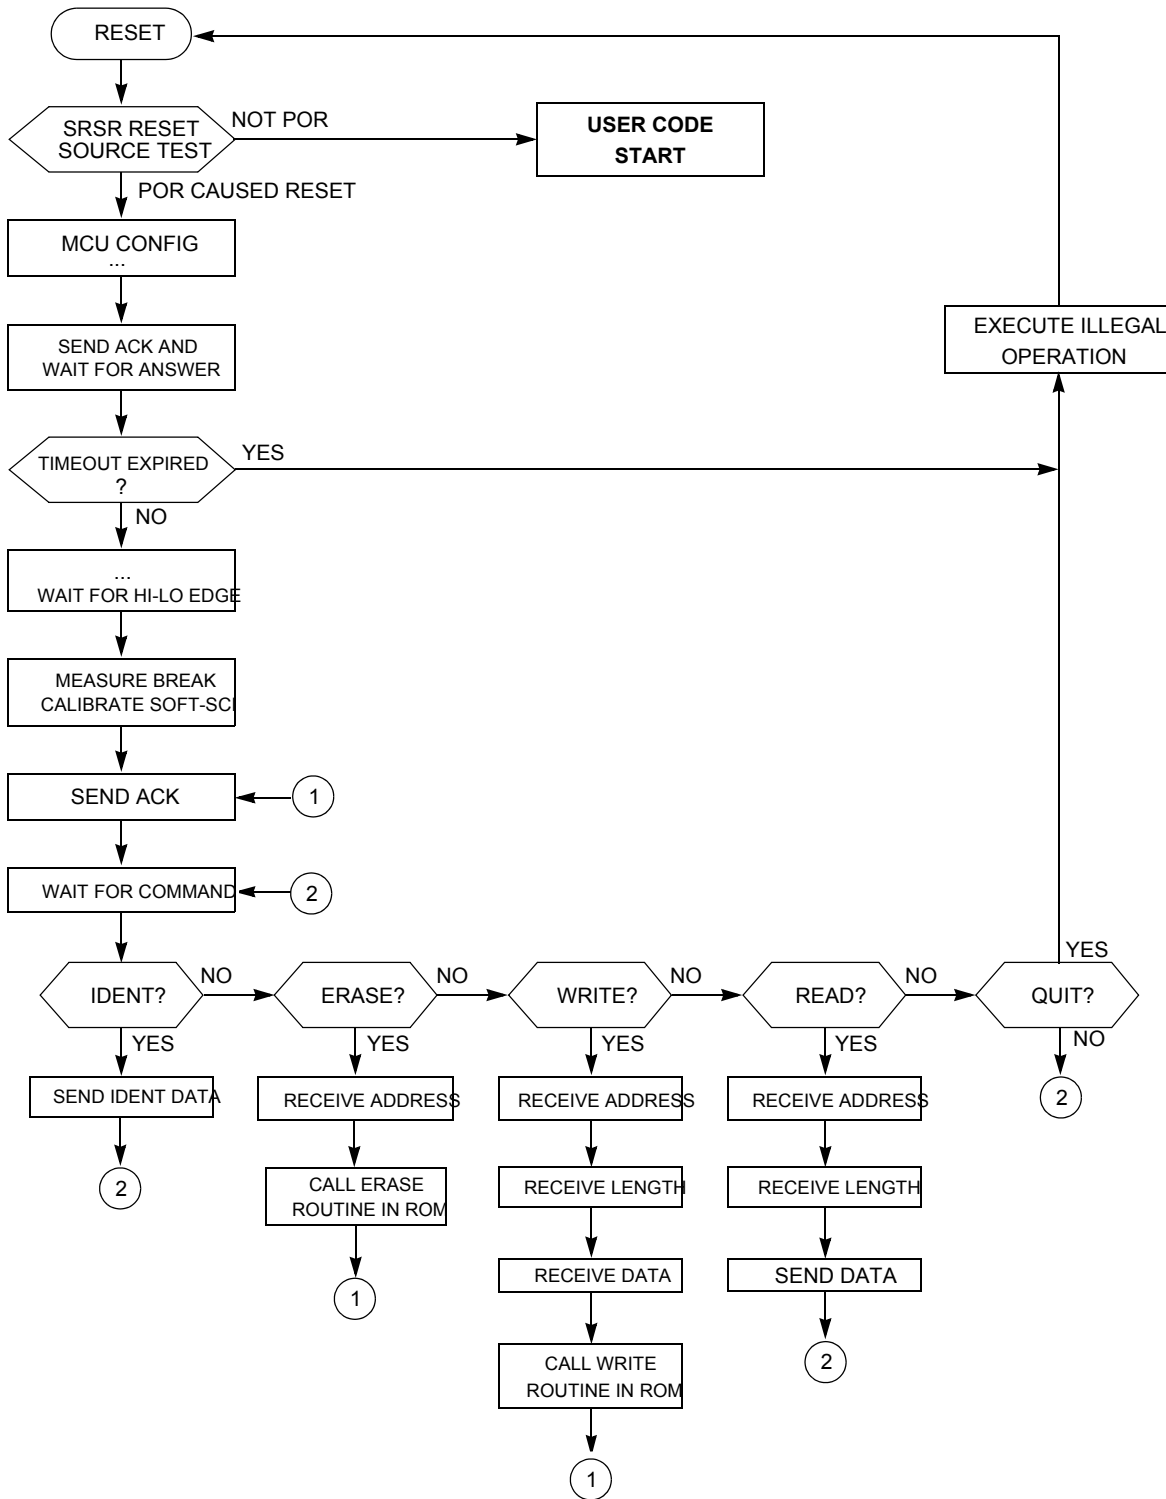 RESET
SRSR RESET
SOURCE TEST
NOT POR
USER CODE
START
POR CAUSED RESET
MCU CONFIG
...
SEND ACK AND
WAIT FOR ANSWER
EXECUTE ILLEGAL
OPERATION
TIMEOUT EXPIRED
?
YES
NO
...
WAIT FOR HI-LO EDGE
MEASURE BREAK
CALIBRATE SOFT-SCI
SEND ACK
1
WAIT FOR COMMAND
2
IDENT?
NO
ERASE?
NO
WRITE?
NO
READ?
NO
QUIT?
YES
YES
YES
YES
YES
NO
SEND IDENT DATA
RECEIVE ADDRESS
RECEIVE ADDRESS
RECEIVE ADDRESS
2
2
CALL ERASE
ROUTINE IN ROM
RECEIVE LENGTH
RECEIVE LENGTH
1
RECEIVE DATA
SEND DATA
CALL WRITE
ROUTINE IN ROM
2
1